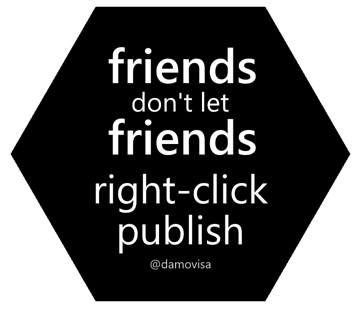 friends
don't let
friends
right-click
publish
@damovisa